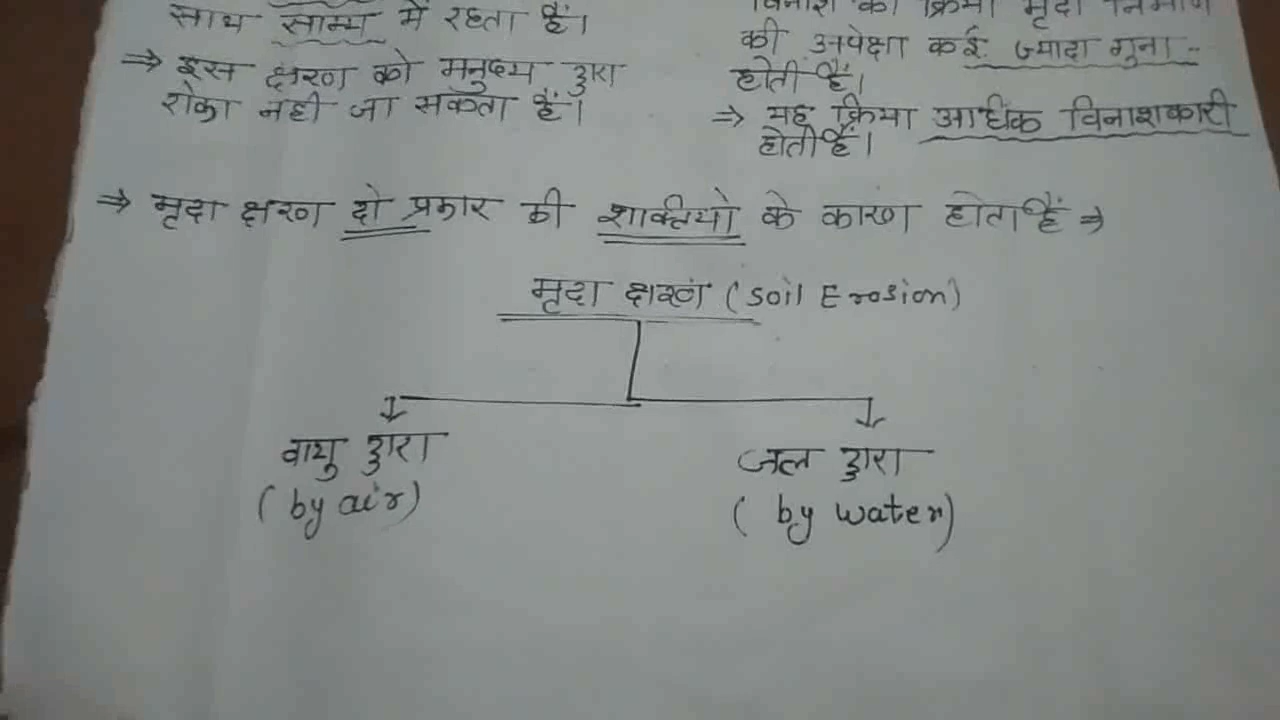 साथ साम्य में रहता हैं।
⇒ इस क्षरण को मनुष्य द्वारा
रोका नही जा सकता हैं।
विनाश की क्रिया मृदा निर्माण
की अपेक्षा कई ज्यादा गुना -
होती हैं।
⇒ यह क्रिया अधिक विनाशकारी
होती हैं।
⇒ मृदा क्षरण दो प्रकार की शक्तियो के कारण होता हैं ⇒
मृदा क्षरण (Soil Erosion)
वायु द्वारा
(by air)
जल द्वारा
(by water)